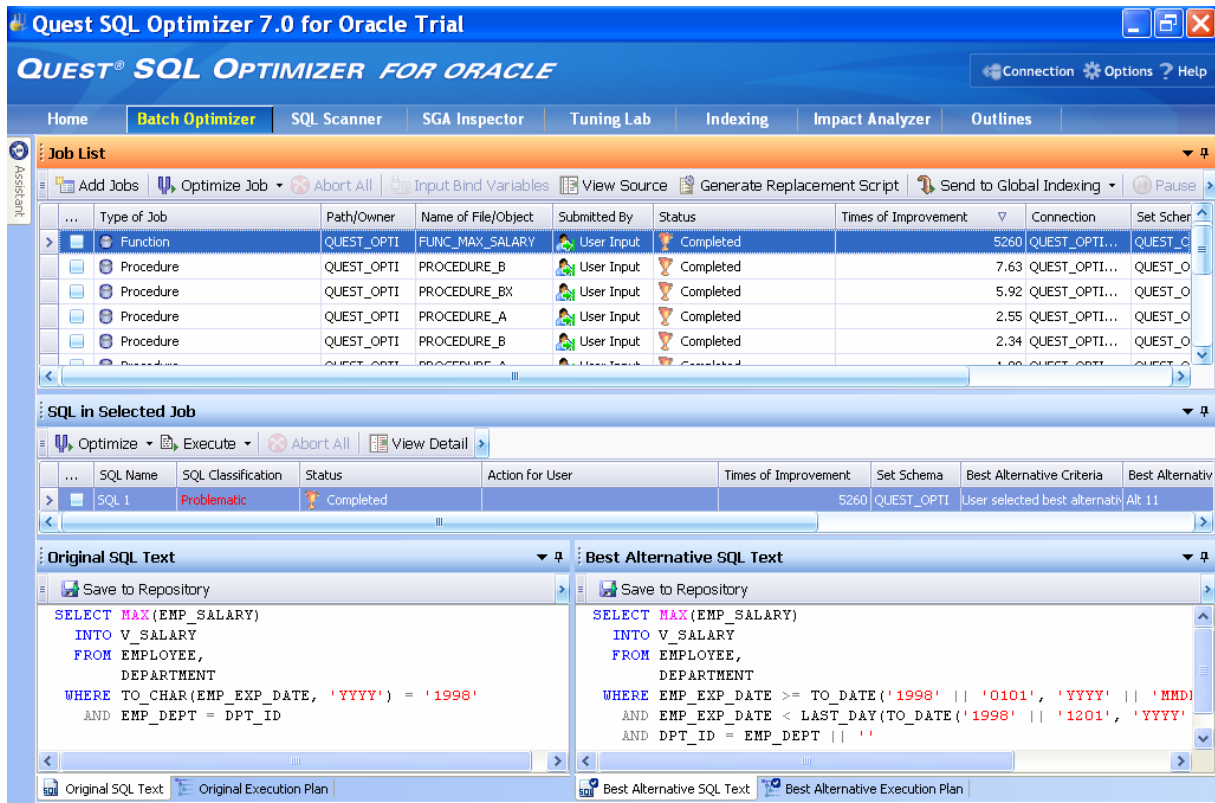 Quest SQL Optimizer 7.0 for Oracle Trial
QUEST® SQL OPTIMIZER FOR ORACLE
Connection Options ? Help
Home Batch Optimizer SQL Scanner SGA Inspector Tuning Lab Indexing Impact Analyzer Outlines
Assistant
Job List
Add Jobs Optimize Job Abort All Input Bind Variables View Source Generate Replacement Script Send to Global Indexing Pause
... Type of Job Path/Owner Name of File/Object Submitted By Status Times of Improvement Connection Set Schem
Function QUEST_OPTI FUNC_MAX_SALARY User Input Completed 5260 QUEST_OPTI... QUEST_O
Procedure QUEST_OPTI PROCEDURE_B User Input Completed 7.63 QUEST_OPTI... QUEST_O
Procedure QUEST_OPTI PROCEDURE_BX User Input Completed 5.92 QUEST_OPTI... QUEST_O
Procedure QUEST_OPTI PROCEDURE_A User Input Completed 2.55 QUEST_OPTI... QUEST_O
Procedure QUEST_OPTI PROCEDURE_B User Input Completed 2.34 QUEST_OPTI... QUEST_O
SQL in Selected Job
Optimize Execute Abort All View Detail
... SQL Name SQL Classification Status Action for User Times of Improvement Set Schema Best Alternative Criteria Best Alternativ
SQL 1 Problematic Completed 5260 QUEST_OPTI User selected best alternativ Alt 11
Original SQL Text
Save to Repository
SELECT MAX(EMP_SALARY)
INTO V_SALARY
FROM EMPLOYEE,
DEPARTMENT
WHERE TO_CHAR(EMP_EXP_DATE, 'YYYY') = '1998'
AND EMP_DEPT = DPT_ID
Original SQL Text Original Execution Plan
Best Alternative SQL Text
Save to Repository
SELECT MAX(EMP_SALARY)
INTO V_SALARY
FROM EMPLOYEE,
DEPARTMENT
WHERE EMP_EXP_DATE >= TO_DATE('1998' || '0101', 'YYYY' || 'MMD
AND EMP_EXP_DATE < LAST_DAY(TO_DATE('1998' || '1201', 'YYYY'
AND DPT_ID = EMP_DEPT || ''
Best Alternative SQL Text Best Alternative Execution Plan